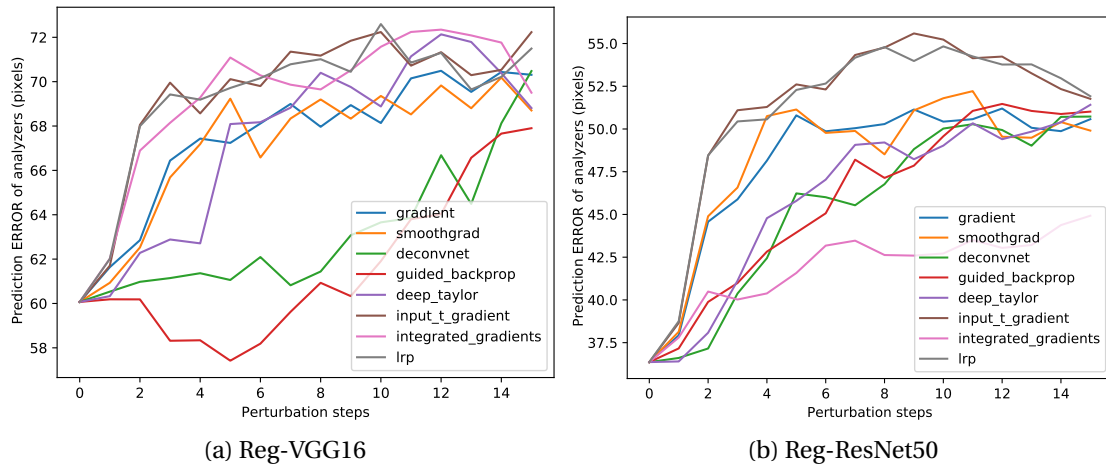 Prediction ERROR of analyzers (pixels)
72
70
68
66
64
62
60
58
0 2 4 6 8 10 12 14
Perturbation steps
gradient
smoothgrad
deconvnet
guided_backprop
deep_taylor
input_t_gradient
integrated_gradients
lrp
(a) Reg-VGG16
Prediction ERROR of analyzers (pixels)
55.0
52.5
50.0
47.5
45.0
42.5
40.0
37.5
0 2 4 6 8 10 12 14
Perturbation steps
gradient
smoothgrad
deconvnet
guided_backprop
deep_taylor
input_t_gradient
integrated_gradients
lrp
(b) Reg-ResNet50